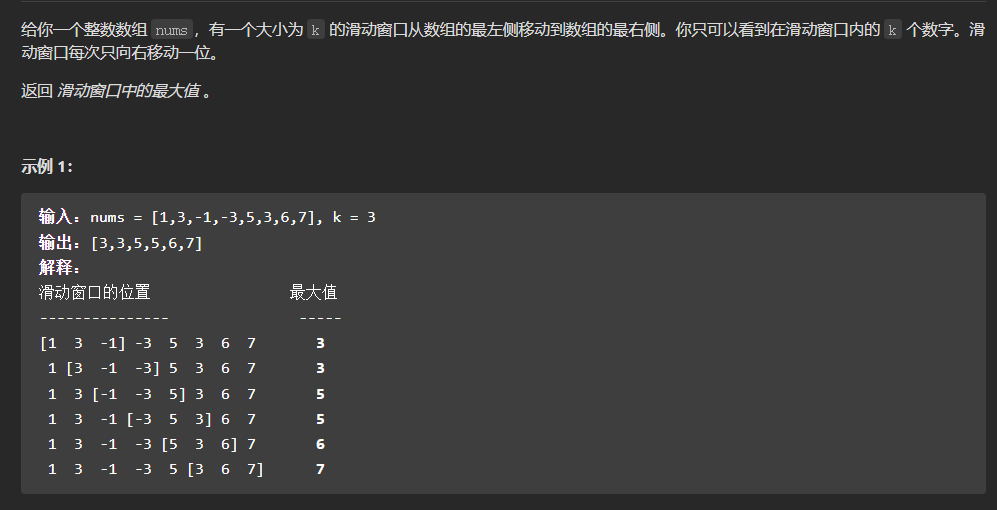 给你一个整数数组 nums，有一个大小为 k 的滑动窗口从数组的最左侧移动到数组的最右侧。你只可以看到在滑动窗口内的 k 个数字。滑
动窗口每次只向右移动一位。
返回 滑动窗口中的最大值 。
示例 1：
输入：nums = [1,3,-1,-3,5,3,6,7], k = 3
输出：[3,3,5,5,6,7]
解释：
滑动窗口的位置                最大值
---------------               -----
[1  3  -1] -3  5  3  6  7       3
 1 [3  -1  -3] 5  3  6  7       3
 1  3 [-1  -3  5] 3  6  7       5
 1  3  -1 [-3  5  3] 6  7       5
 1  3  -1  -3 [5  3  6] 7       6
 1  3  -1  -3  5 [3  6  7]      7